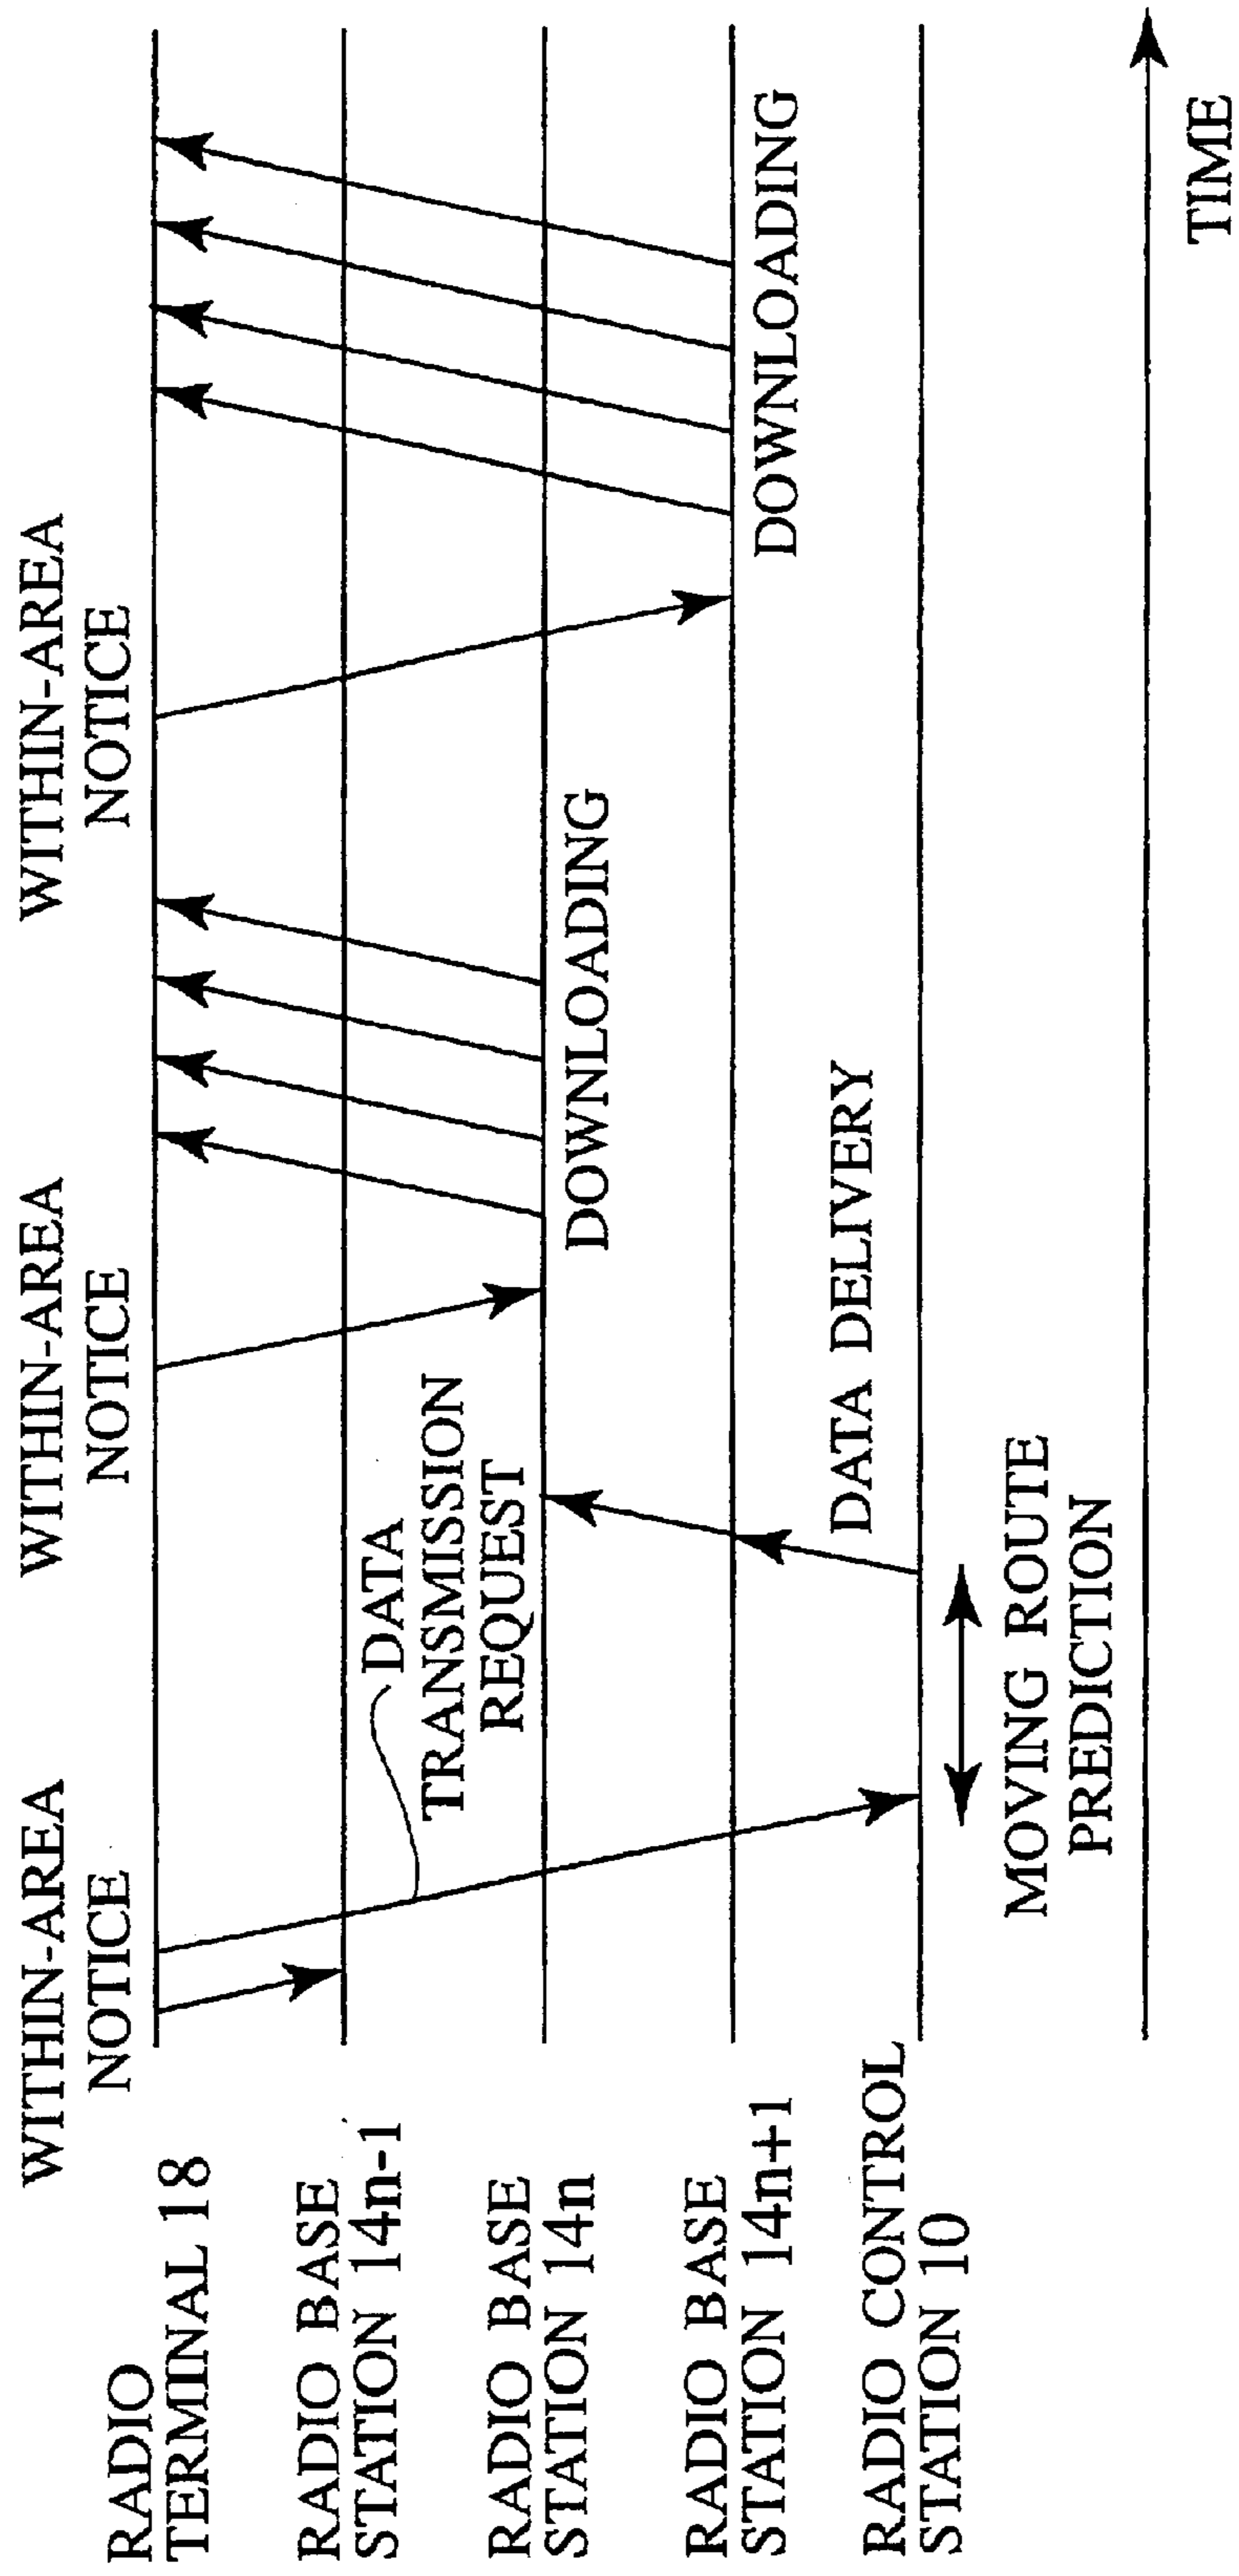 WITHIN-AREA
NOTICE
WITHIN-AREA
NOTICE
WITHIN-AREA
NOTICE
RADIO
TERMINAL 18
RADIO BASE
STATION 14n-1
DATA
TRANSMISSION
REQUEST
RADIO BASE
STATION 14n
DOWNLOADING
RADIO BASE
STATION 14n+1
DOWNLOADING
DATA DELIVERY
RADIO CONTROL
STATION 10
MOVING ROUTE
PREDICTION
TIME